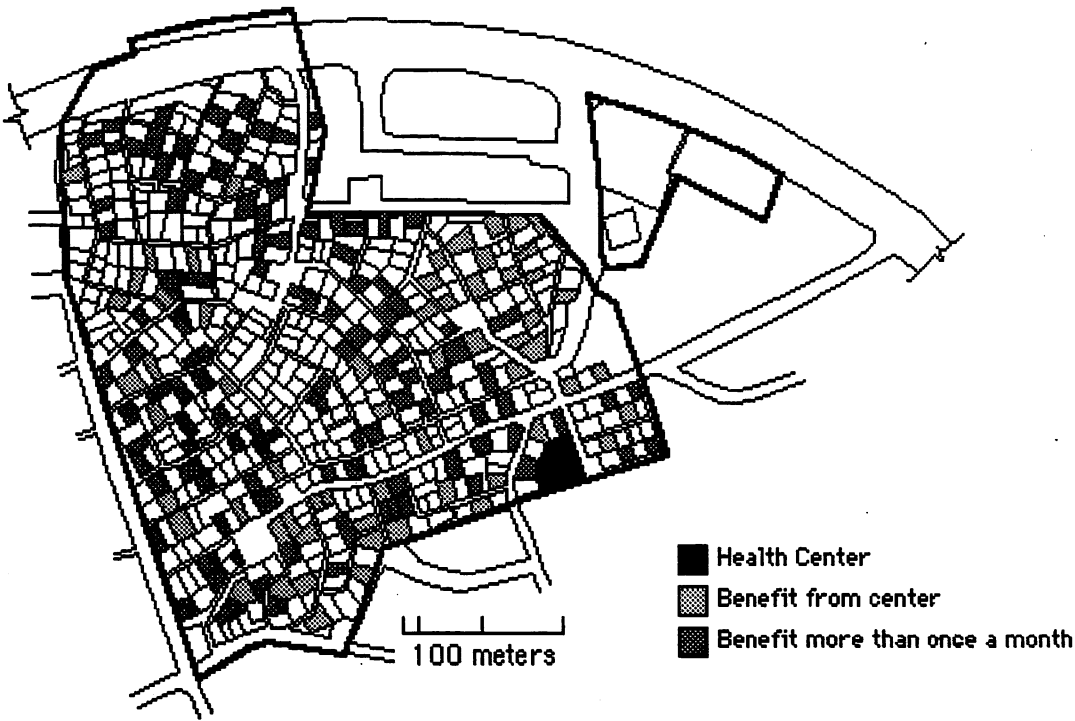 Health Center
Benefit from center
Benefit more than once a month
100 meters